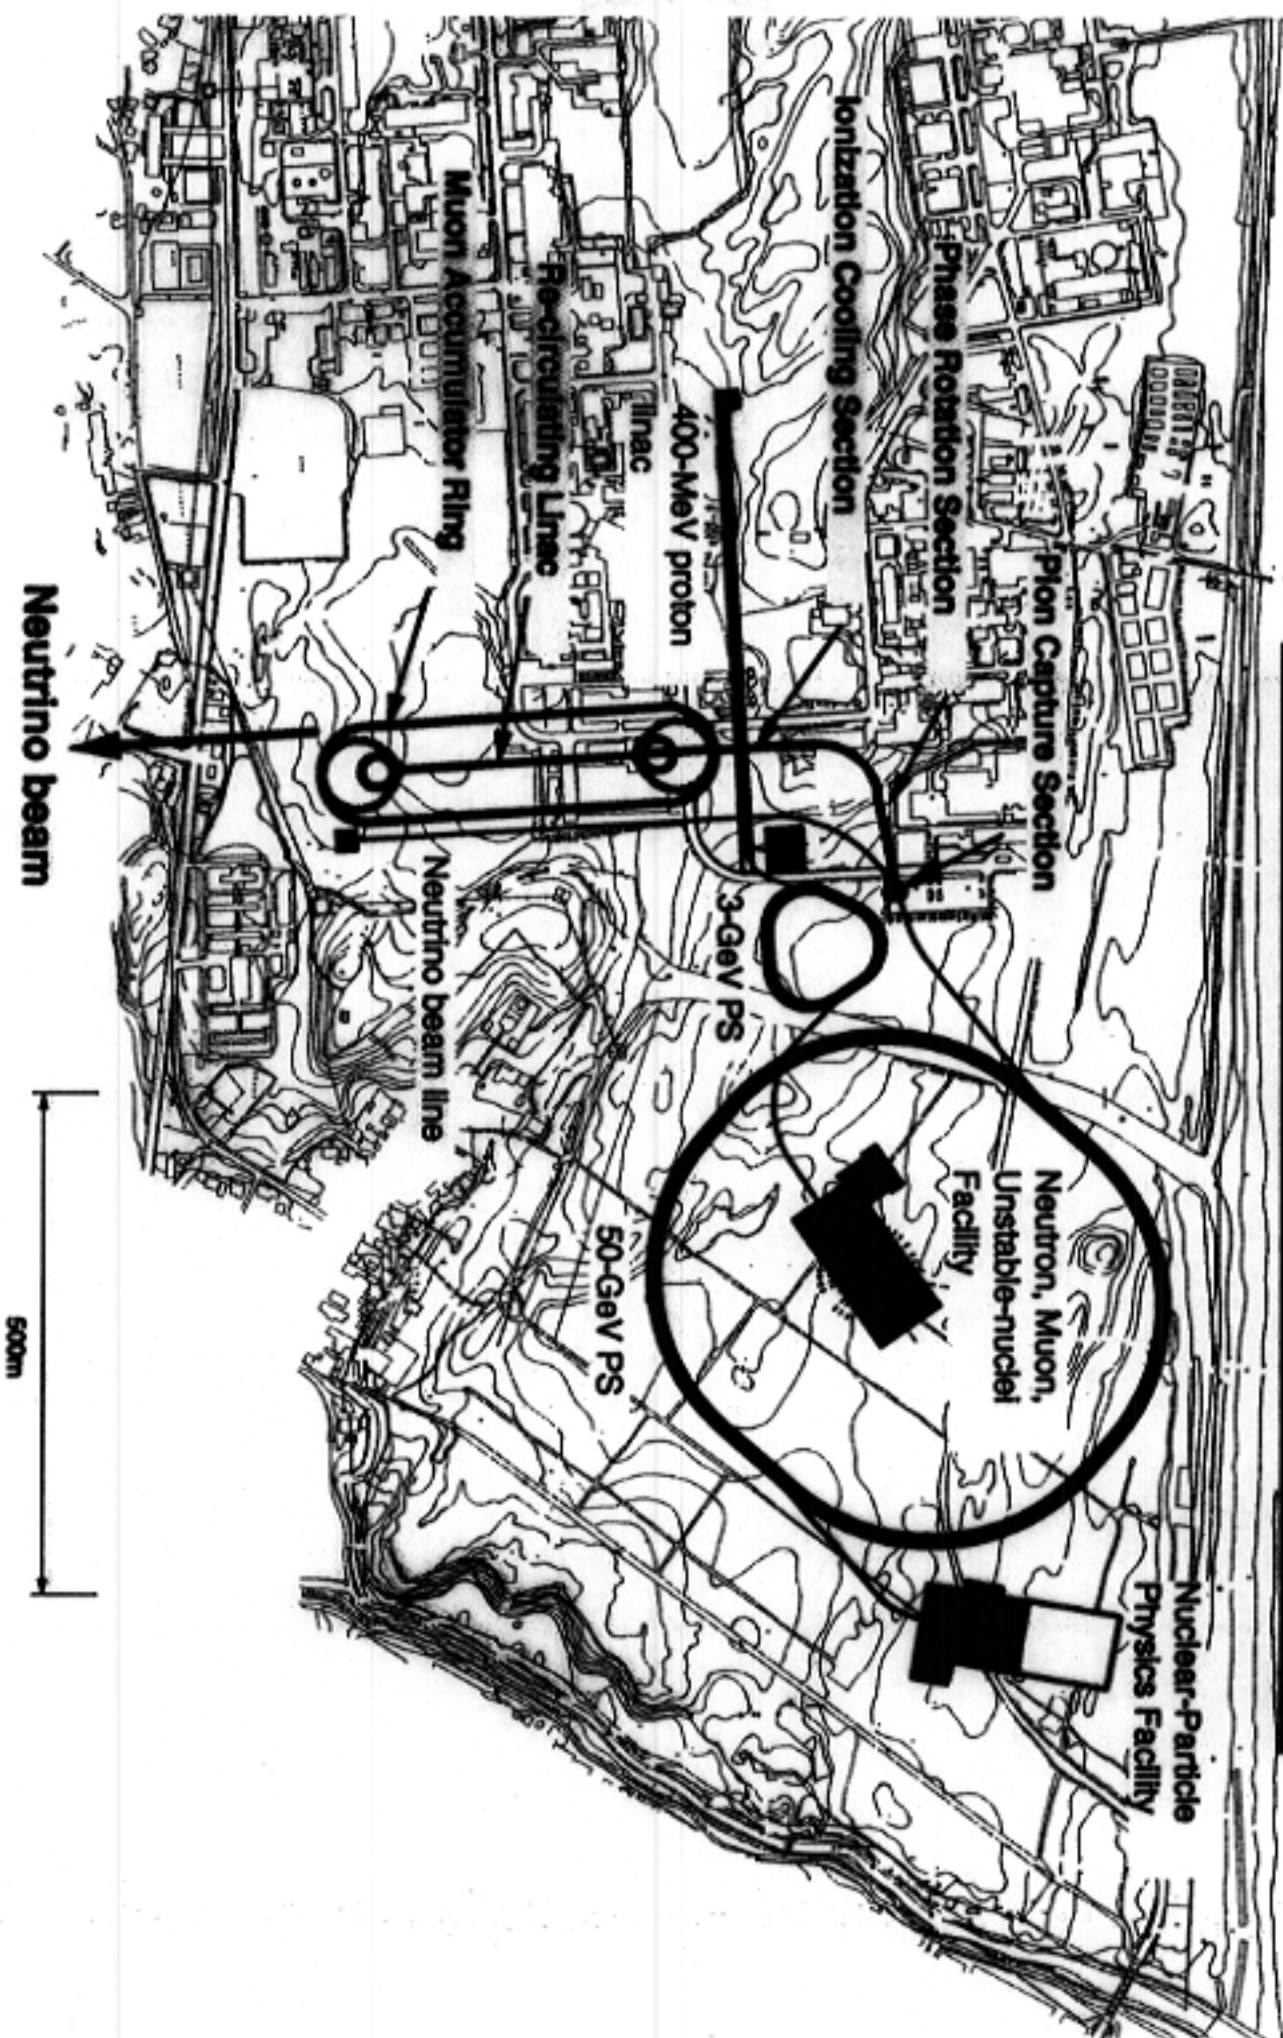 Nuclear-Particle
Physics Facility
Pion Capture Section
Neutron, Muon,
Unstable-nuclei
Facility
Phase Rotation Section
Ionization Cooling Section
3-GeV PS
400-MeV proton
linac
50-GeV PS
Re-circulating Linac
Muon Accumulator Ring
Neutrino beam line
Neutrino beam
500m